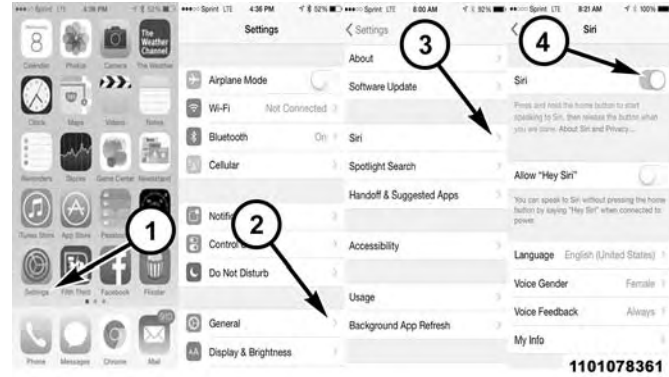 Sprint LTE 4:36 PM 52%
8
The
Weather
Channel
Calendar Photos Camera The Weather
Clock Maps Videos Notes
Reminders Stocks Game Center Newsstand
iTunes Store App Store
1
Settings Fifth Third Facebook Flixster
Phone Messages Chrome Mail
Sprint LTE 4:36 PM 52%
Settings
Airplane Mode
Wi-Fi Not Connected
Bluetooth On
Cellular
2
Do Not Disturb
General
AA Display & Brightness
Sprint LTE 8:00 AM 92%
Settings
3
About
Software Update
Siri
Spotlight Search
Handoff & Suggested Apps
Accessibility
Usage
Background App Refresh
Sprint LTE 8:21 AM 100%
4
Siri
Siri
Press and hold the home button to start
speaking to Siri, then release the button when
you are done. About Siri and Privacy...
Allow "Hey Siri"
You can speak to Siri without pressing the home
button by saying "Hey Siri" when connected to
power.
Language English (United States)
Voice Gender Female
Voice Feedback Always
My Info
1101078361